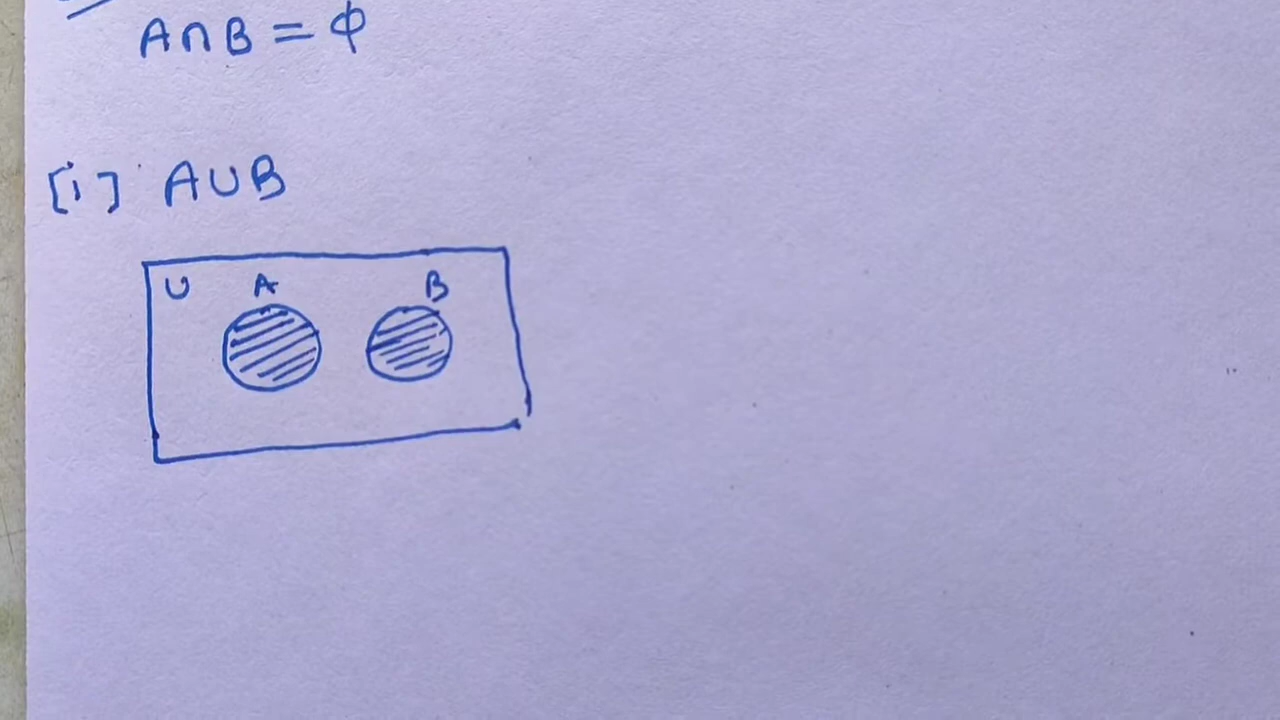 A∩B = ϕ
[i] A∪B
U A B